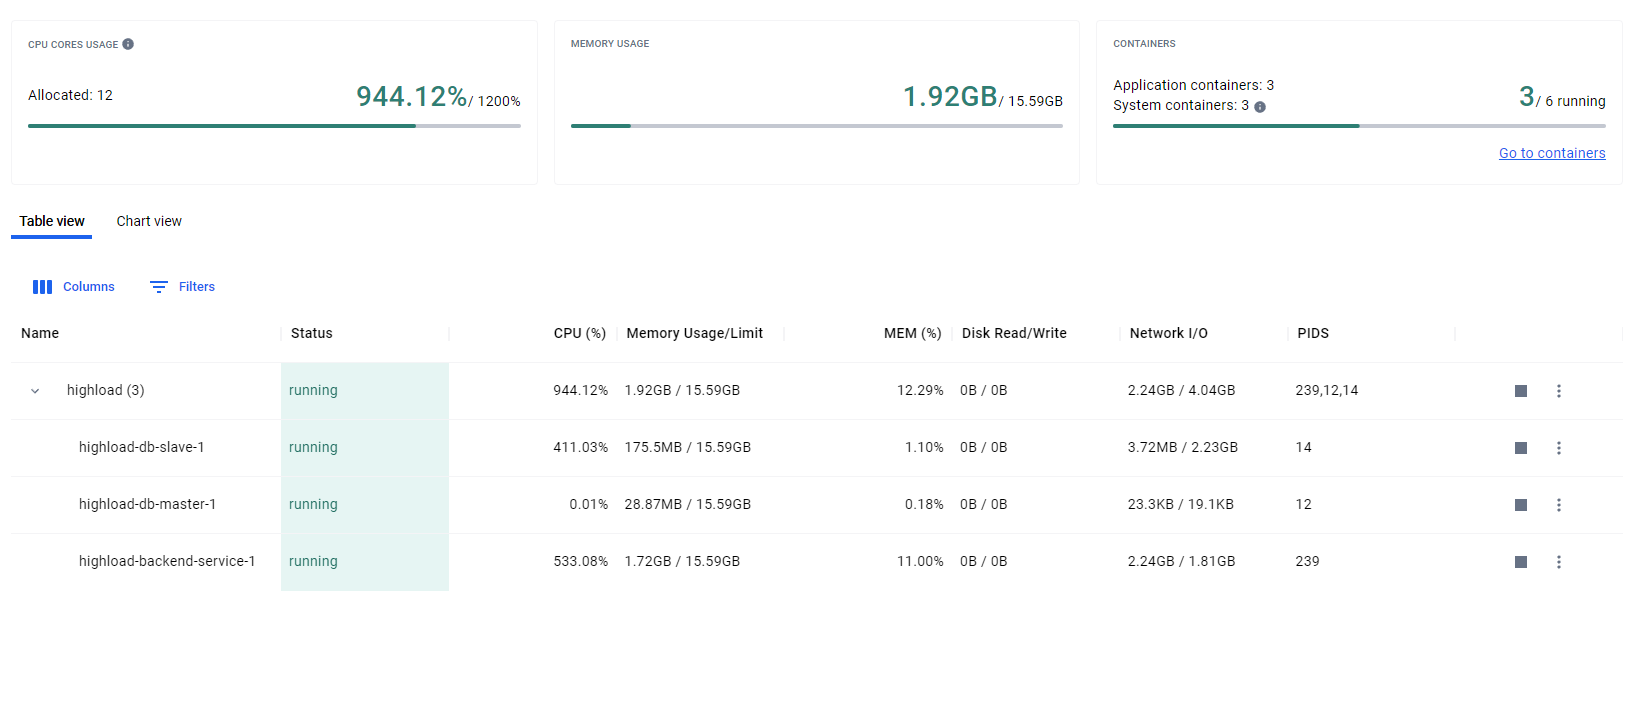 CPU CORES USAGE
Allocated: 12
944.12% / 1200%
MEMORY USAGE
1.92GB / 15.59GB
CONTAINERS
Application containers: 3
System containers: 3
3 / 6 running
Go to containers
Table view Chart view
Columns Filters
Name Status CPU (%) Memory Usage/Limit MEM (%) Disk Read/Write Network I/O PIDS
highload (3) running 944.12% 1.92GB / 15.59GB 12.29% 0B / 0B 2.24GB / 4.04GB 239,12,14
highload-db-slave-1 running 411.03% 175.5MB / 15.59GB 1.10% 0B / 0B 3.72MB / 2.23GB 14
highload-db-master-1 running 0.01% 28.87MB / 15.59GB 0.18% 0B / 0B 23.3KB / 19.1KB 12
highload-backend-service-1 running 533.08% 1.72GB / 15.59GB 11.00% 0B / 0B 2.24GB / 1.81GB 239